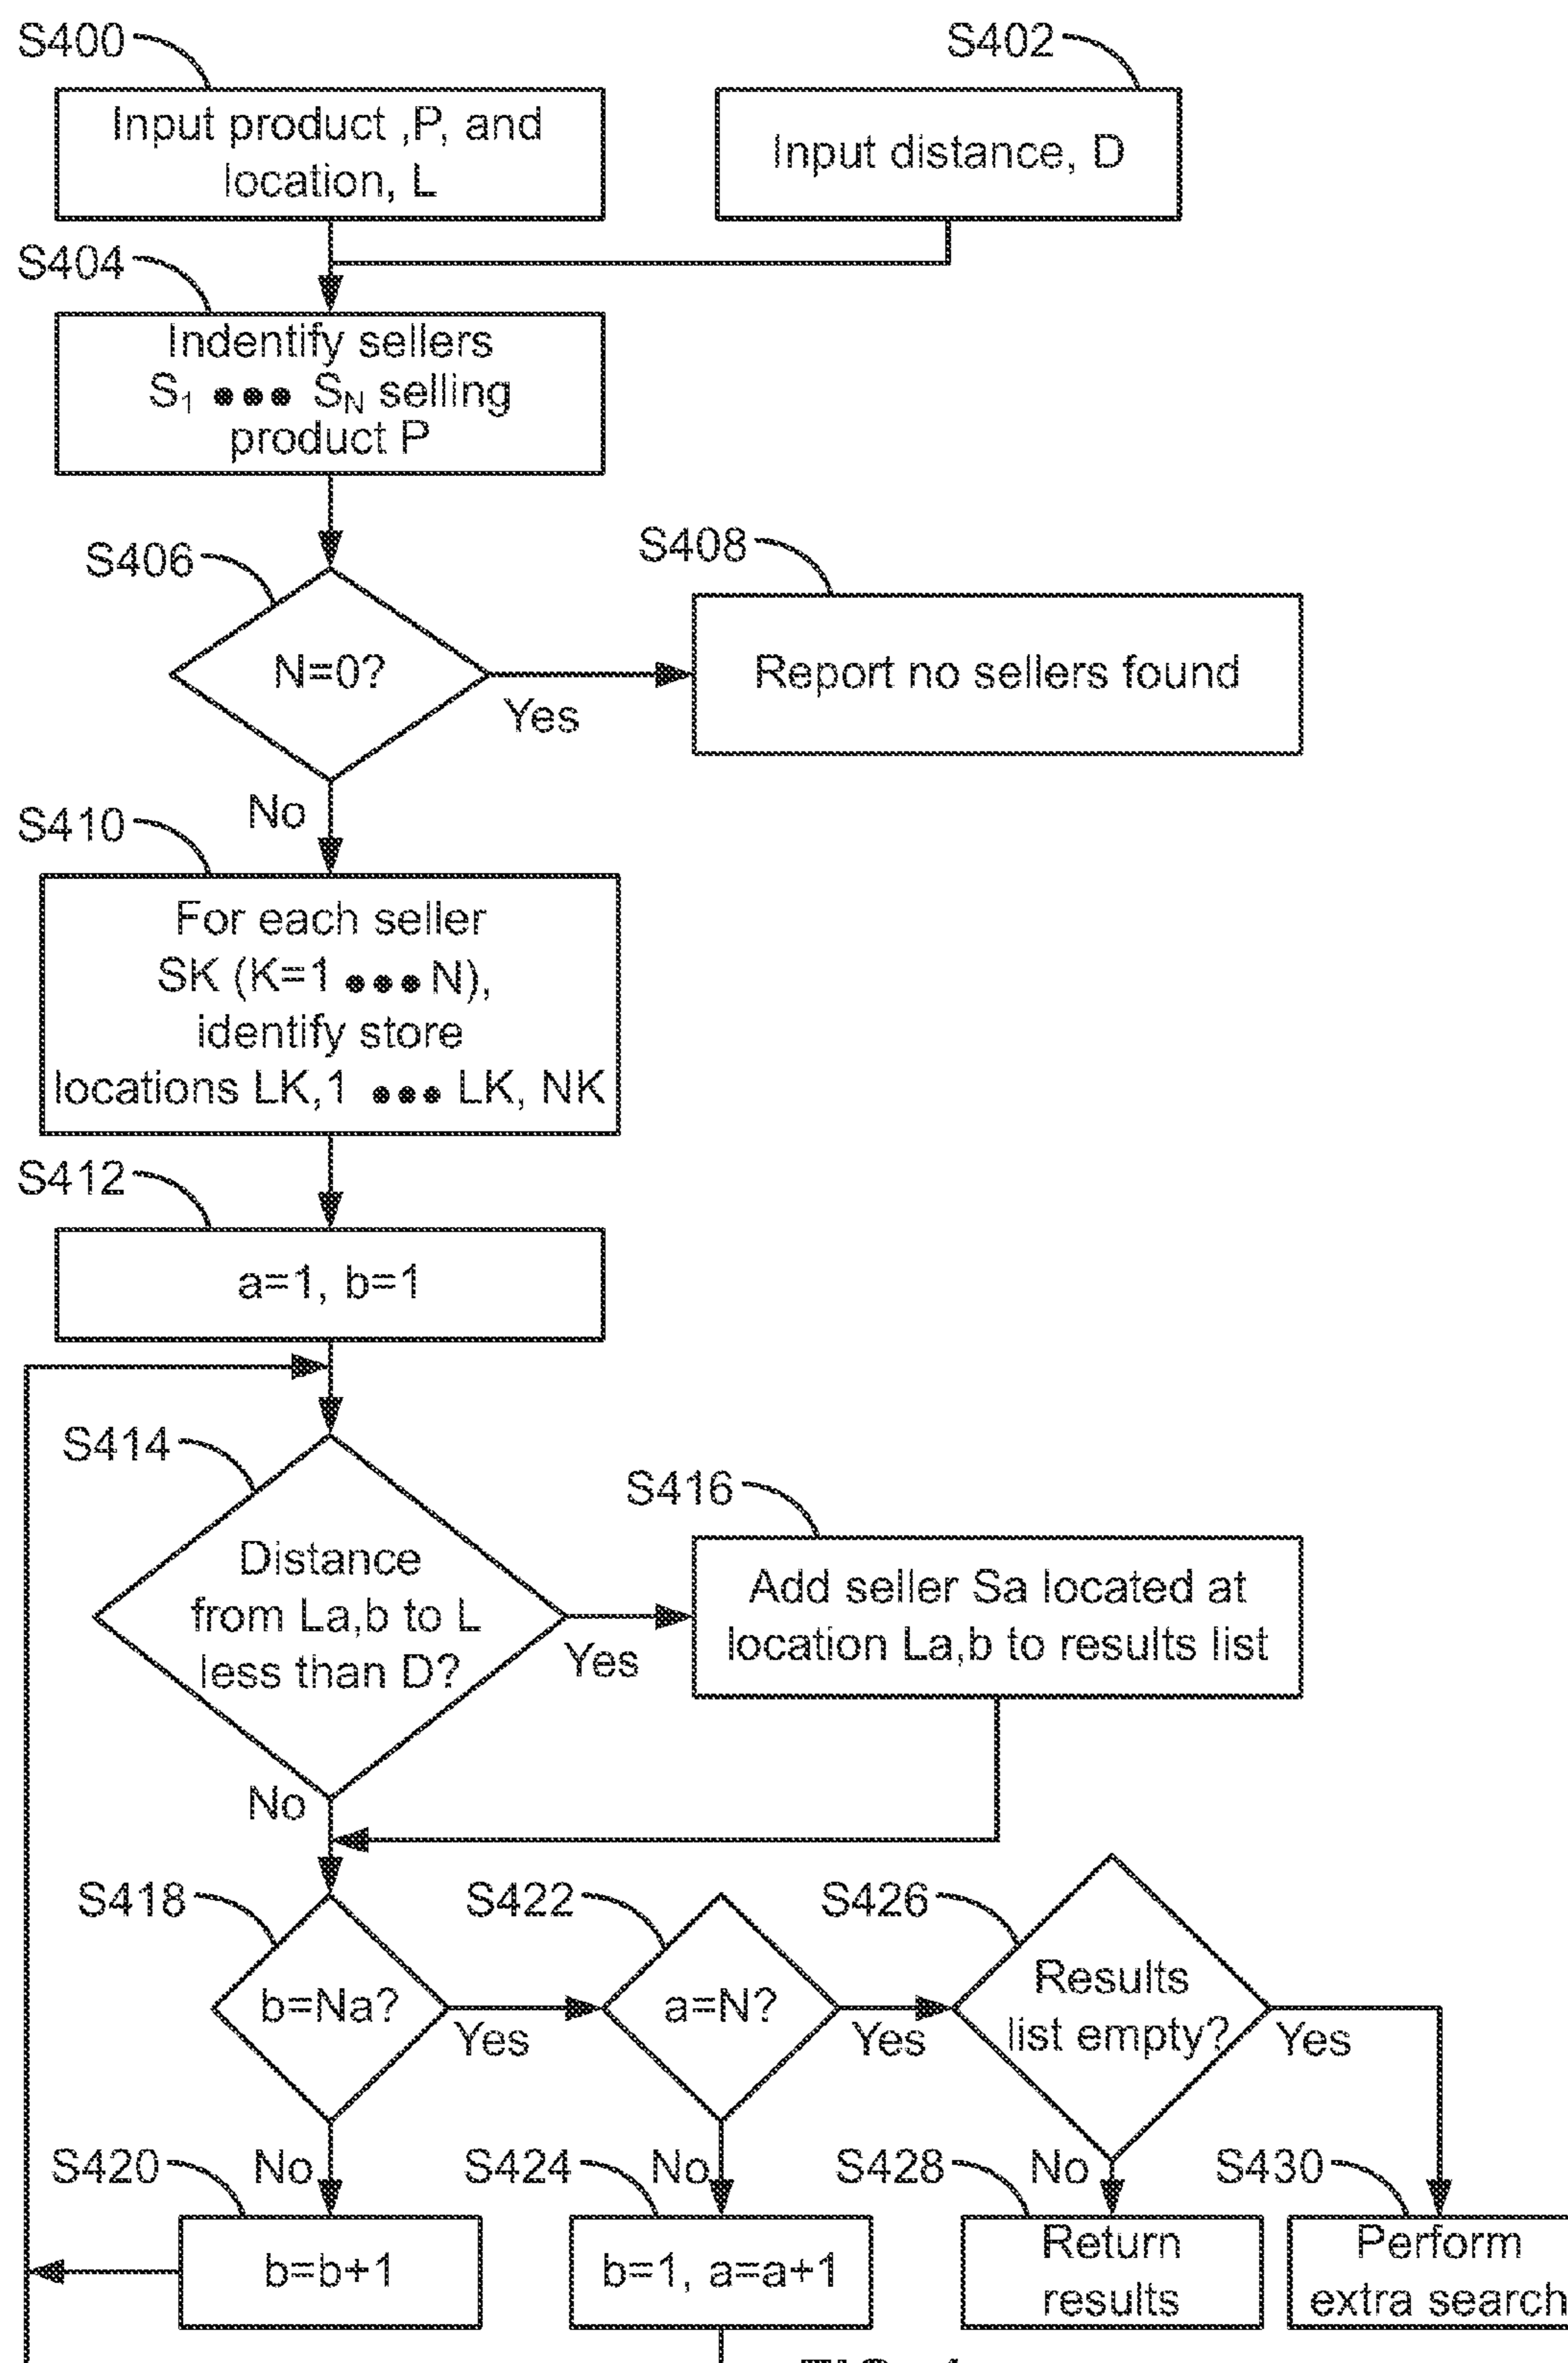 S400
S402
Input product ,P, and
location, L
Input distance, D
S404
Indentify sellers
S1 ●●● SN selling
product P
S406
S408
N=0?
Report no sellers found
Yes
No
S410
For each seller
SK (K=1 ●●● N),
identify store
locations LK,1 ●●● LK, NK
S412
a=1, b=1
S414
S416
Distance
from La,b to L
less than D?
Yes
Add seller Sa located at
location La,b to results list
No
S418
S422
S426
b=Na?
Yes
a=N?
Yes
Results
list empty?
Yes
S420
No
S424
No
S428
No
S430
b=b+1
b=1, a=a+1
Return
results
Perform
extra search